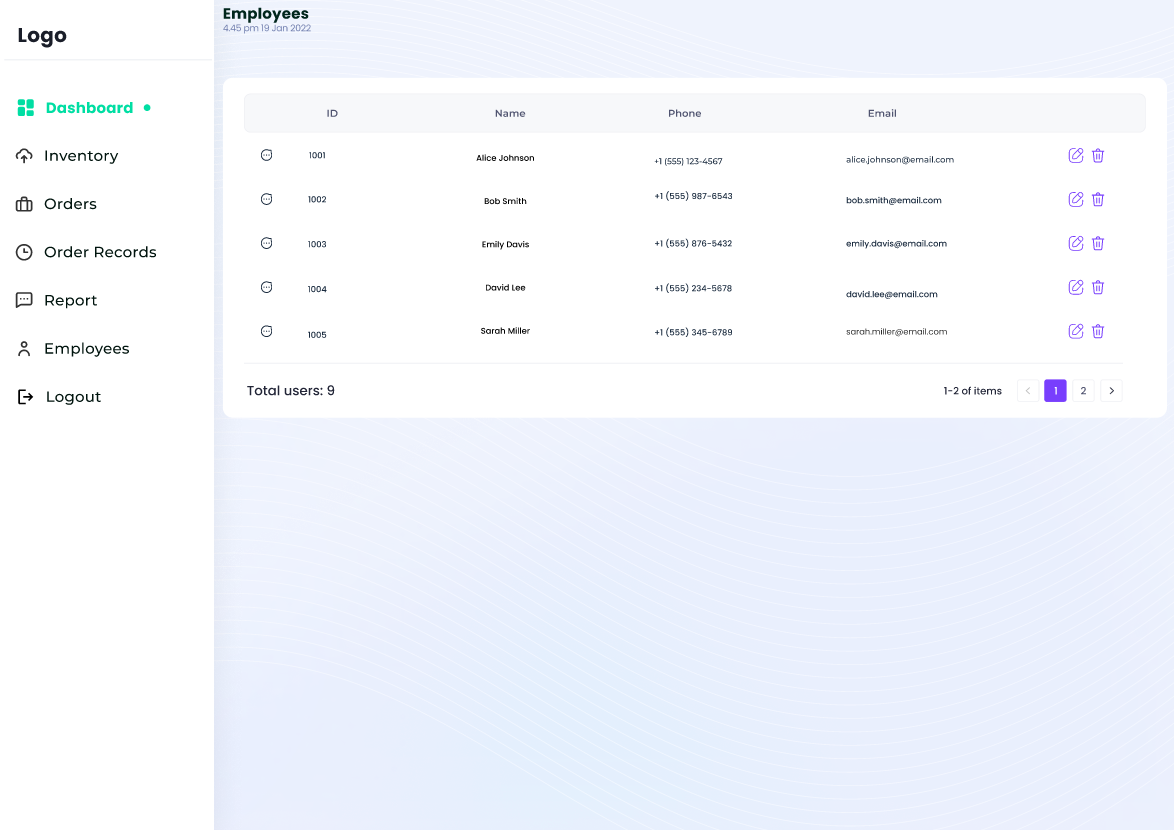 Logo
Dashboard
Inventory
Orders
Order Records
Report
Employees
Logout
Employees
4.45 pm 19 Jan 2022
ID Name Phone Email
1001 Alice Johnson +1 (555) 123-4567 alice.johnson@email.com
1002 Bob Smith +1 (555) 987-6543 bob.smith@email.com
1003 Emily Davis +1 (555) 876-5432 emily.davis@email.com
1004 David Lee +1 (555) 234-5678 david.lee@email.com
1005 Sarah Miller +1 (555) 345-6789 sarah.miller@email.com
Total users: 9 1-2 of items < 1 2 >